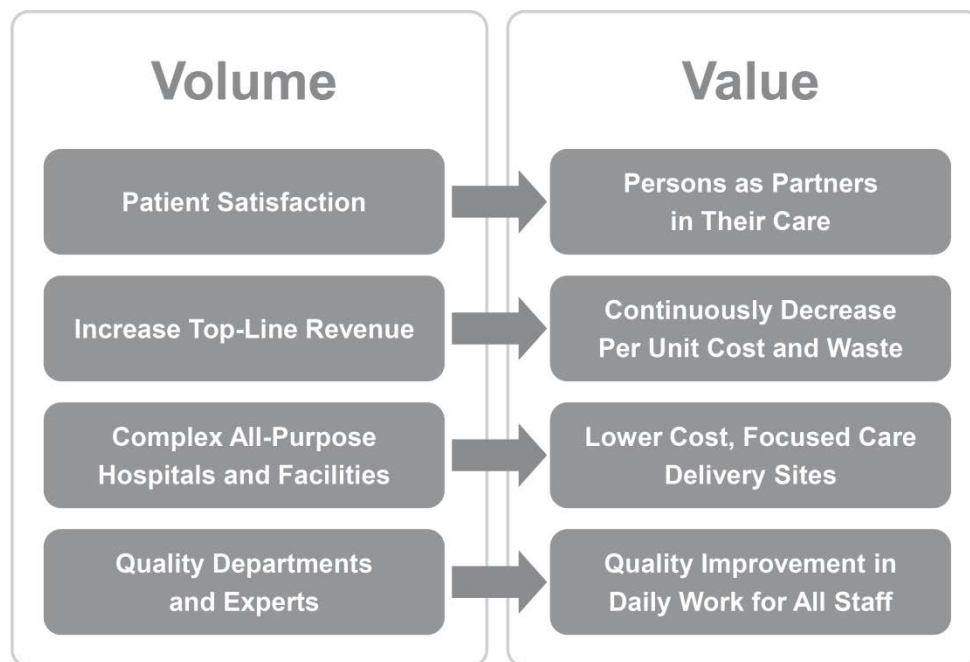 Volume
Value
Patient Satisfaction
Persons as Partners
in Their Care
Increase Top-Line Revenue
Continuously Decrease
Per Unit Cost and Waste
Complex All-Purpose
Hospitals and Facilities
Lower Cost, Focused Care
Delivery Sites
Quality Departments
and Experts
Quality Improvement in
Daily Work for All Staff